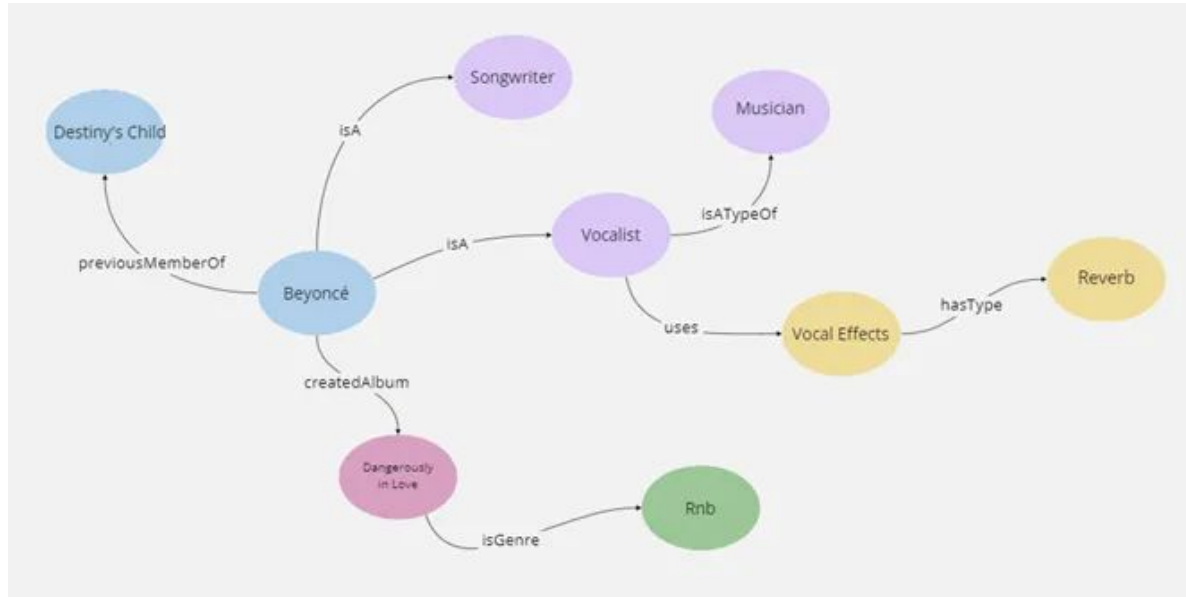 Songwriter
Musician
Destiny's Child
isA
isATypeOf
Vocalist
isA
previousMemberOf
Beyoncé
Reverb
hasType
uses
Vocal Effects
createdAlbum
Dangerously
in Love
Rnb
isGenre